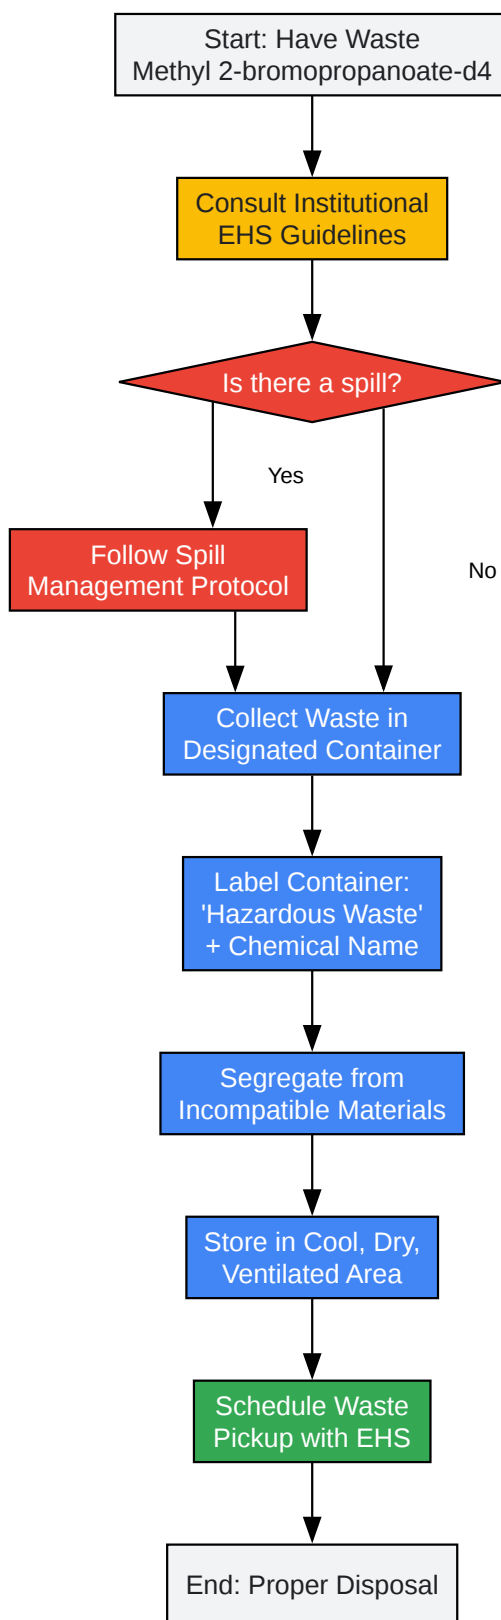 Start: Have Waste
Methyl 2-bromopropanoate-d4
Consult Institutional
EHS Guidelines
Is there a spill?
Yes
Follow Spill
Management Protocol
No
Collect Waste in
Designated Container
Label Container:
'Hazardous Waste'
+ Chemical Name
Segregate from
Incompatible Materials
Store in Cool, Dry,
Ventilated Area
Schedule Waste
Pickup with EHS
End: Proper Disposal